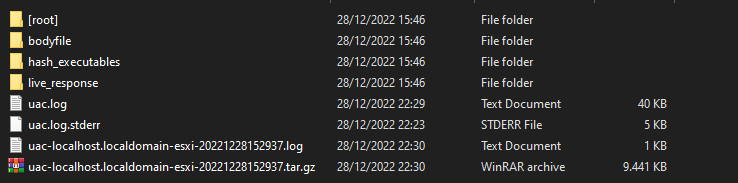 [root] 28/12/2022 15:46 File folder
bodyfile 28/12/2022 15:46 File folder
hash_executables 28/12/2022 15:46 File folder
live_response 28/12/2022 15:46 File folder
uac.log 28/12/2022 22:29 Text Document 40 KB
uac.log.stderr 28/12/2022 22:23 STDERR File 5 KB
uac-localhost.localdomain-esxi-20221228152937.log 28/12/2022 22:30 Text Document 1 KB
uac-localhost.localdomain-esxi-20221228152937.tar.gz 28/12/2022 22:30 WinRAR archive 9.441 KB